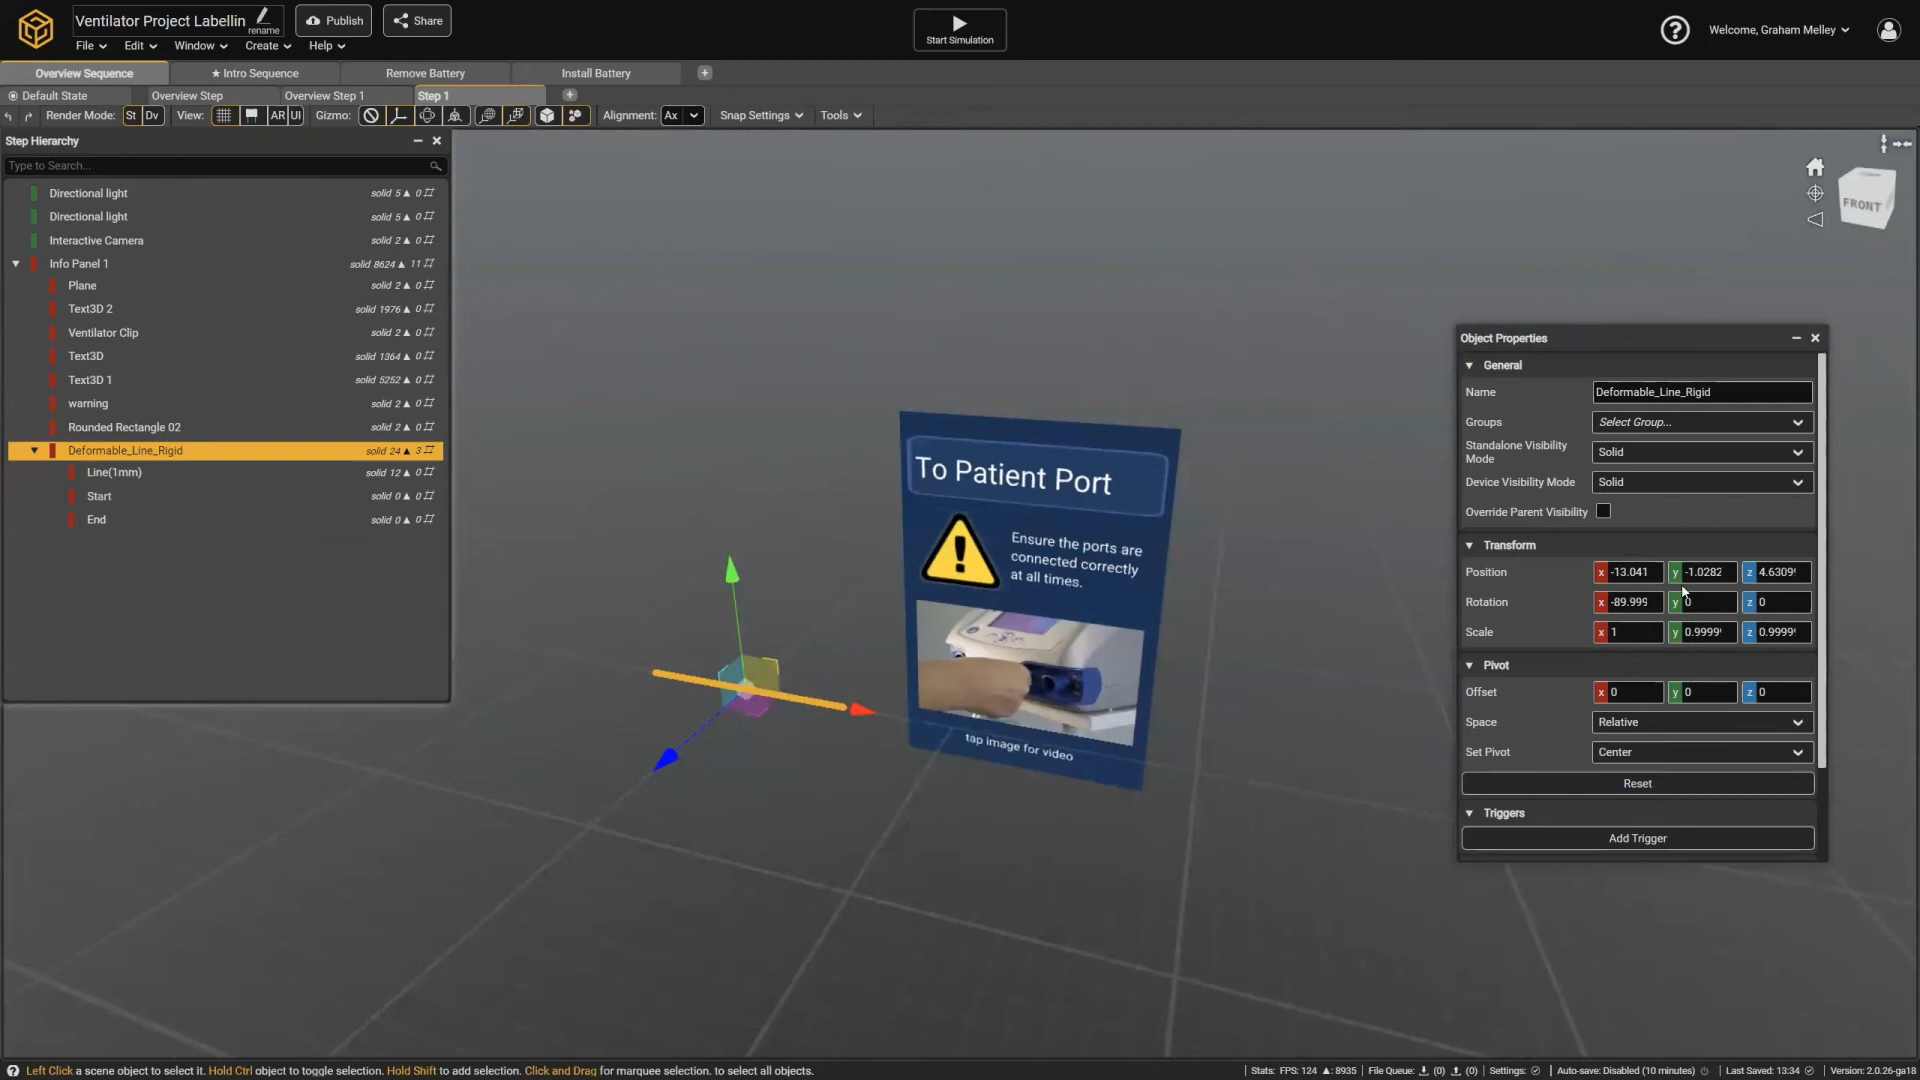 Ventilator Project Labellin
rename
Publish
Share
File Edit Window Create Help
Start Simulation
Welcome, Graham Melley
Overview Sequence ★ Intro Sequence Remove Battery Install Battery +
Default State Overview Step Overview Step 1 Step 1 +
Render Mode: St Dv View: AR UI Gizmo: Alignment: Ax Snap Settings Tools
Step Hierarchy
Type to Search...
Directional light solid 5 ▲ 0
Directional light solid 5 ▲ 0
Interactive Camera solid 2 ▲ 0
Info Panel 1 solid 8624 ▲ 11
Plane solid 2 ▲ 0
Text3D 2 solid 1976 ▲ 0
Ventilator Clip solid 2 ▲ 0
Text3D solid 1364 ▲ 0
Text3D 1 solid 5252 ▲ 0
warning solid 2 ▲ 0
Rounded Rectangle 02 solid 2 ▲ 0
Deformable_Line_Rigid solid 24 ▲ 3
Line(1mm) solid 12 ▲ 0
Start solid 0 ▲ 0
End solid 0 ▲ 0
FRONT
To Patient Port
Ensure the ports are
connected correctly
at all times.
tap image for video
Object Properties
General
Name Deformable_Line_Rigid
Groups Select Group...
Standalone Visibility
Mode Solid
Device Visibility Mode Solid
Override Parent Visibility
Transform
Position x -13.041 y -1.0282 z 4.6309
Rotation x -89.999 y 0 z 0
Scale x 1 y 0.9999 z 0.9999
Pivot
Offset x 0 y 0 z 0
Space Relative
Set Pivot Center
Reset
Triggers
Add Trigger
Left Click a scene object to select it. Hold Ctrl object to toggle selection. Hold Shift to add selection. Click and Drag for marquee selection. to select all objects.
Stats: FPS: 124 ▲: 8935 File Queue: (0) (0) Settings: Auto-save: Disabled (10 minutes) Last Saved: 13:34 Version: 2.0.26-ga18